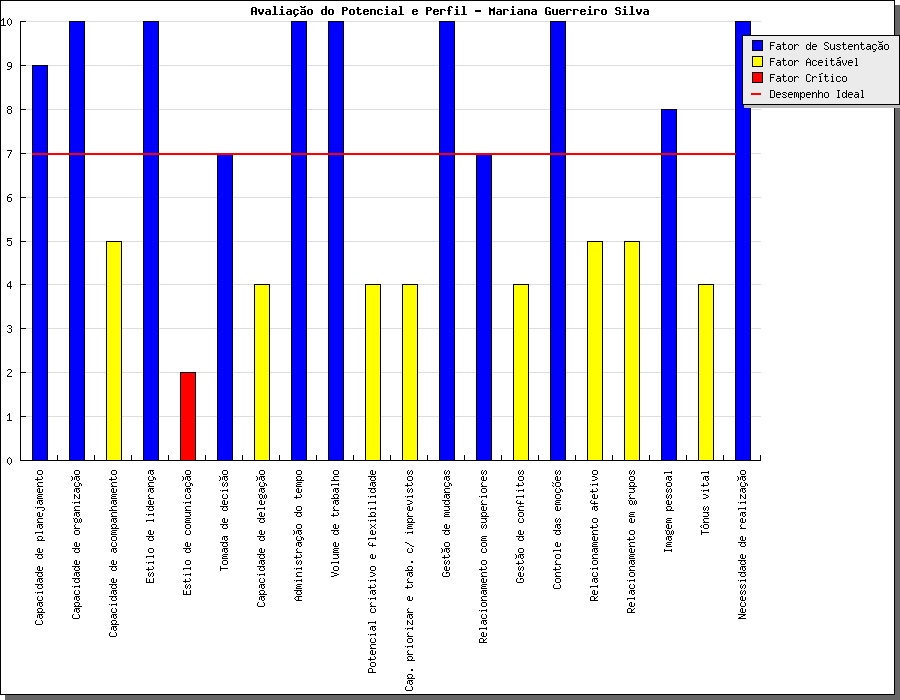 Avaliação do Potencial e Perfil - Mariana Guerreiro Silva
Fator de Sustentação
Fator Aceitável
Fator Crítico
Desempenho Ideal
10
9
8
7
6
5
4
3
2
1
0
Capacidade de planejamento
Capacidade de organização
Capacidade de acompanhamento
Estilo de liderança
Estilo de comunicação
Tomada de decisão
Capacidade de delegação
Administração do tempo
Volume de trabalho
Potencial criativo e flexibilidade
Cap. priorizar e trab. c/ imprevistos
Gestão de mudanças
Relacionamento com superiores
Gestão de conflitos
Controle das emoções
Relacionamento afetivo
Relacionamento em grupos
Imagem pessoal
Tônus vital
Necessidade de realização